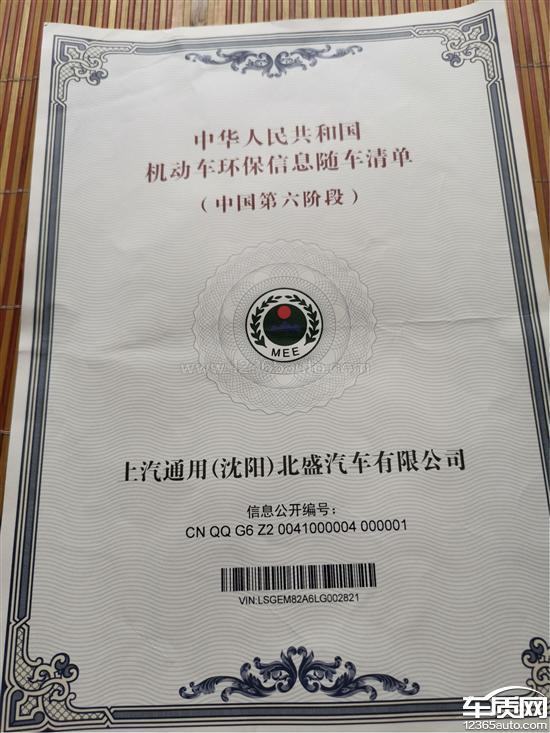 中华人民共和国
机动车环保信息随车清单
(中国第六阶段)
MEE
www.12365auto.com
上汽通用(沈阳)北盛汽车有限公司
信息公开编号:
CN QQ G6 Z2 0041000004 000001
VIN:LSGEM82A6LG002821
车质网
12365auto.com